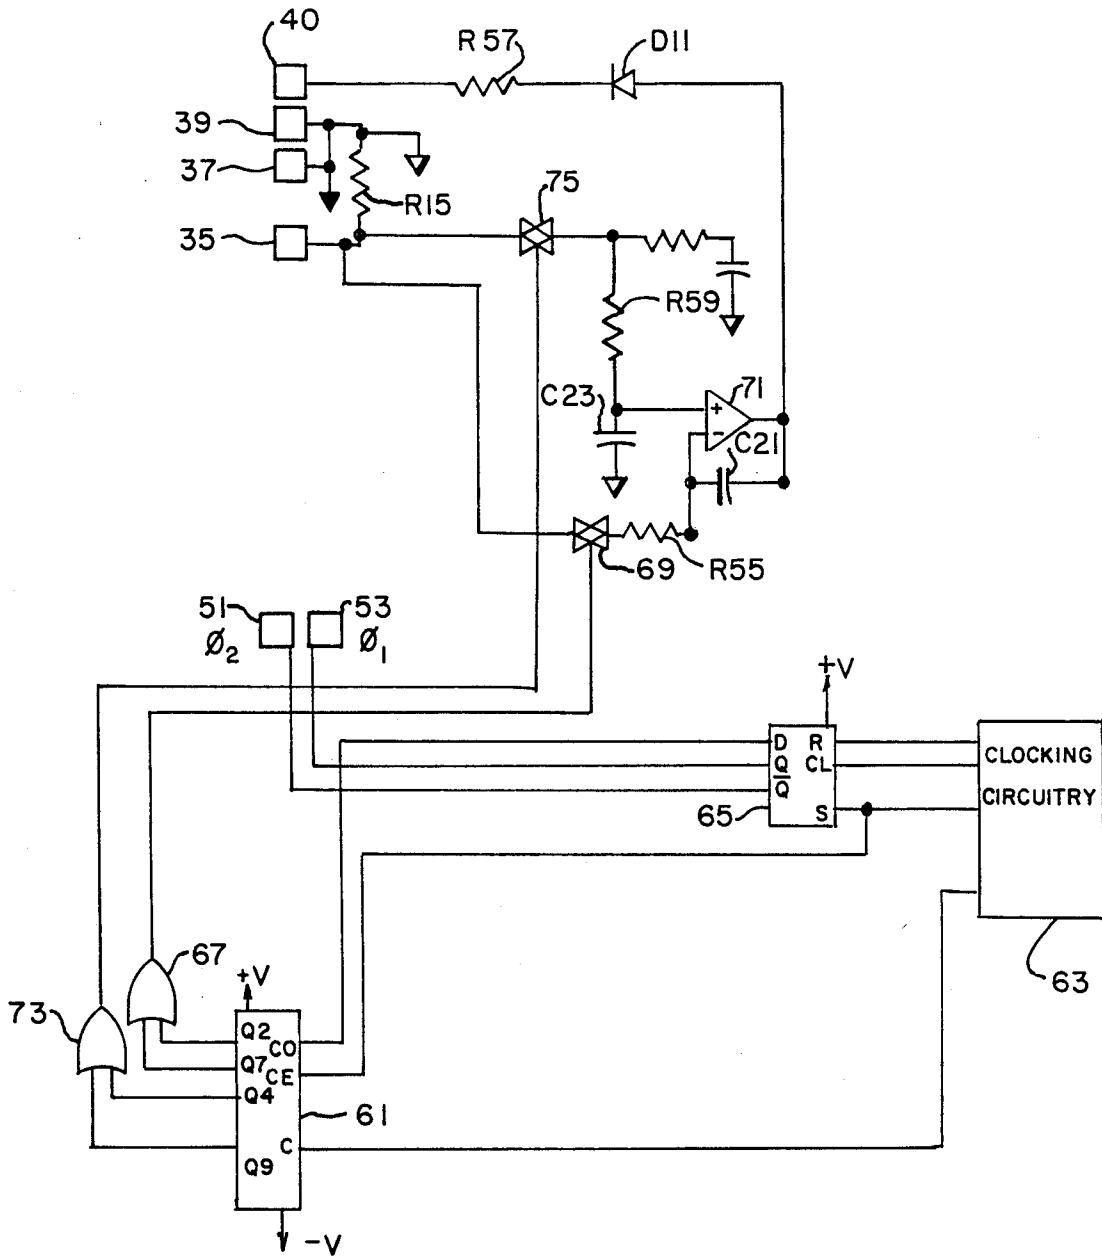 40
R57
D11
39
37
R15
75
35
R59
C23
71
+
-
C21
69
R55
51
53
Ø2
Ø1
+V
D R
Q CL
Q̅
S
65
CLOCKING
CIRCUITRY
63
67
73
+V
Q2
CO
Q7
CE
Q4
61
C
Q9
-V